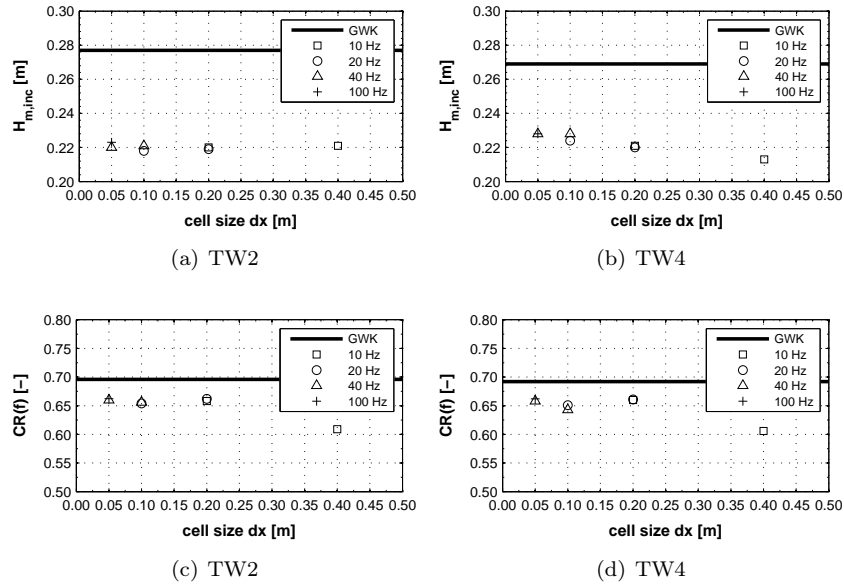 0.30
0.28
0.26
0.24
0.22
0.20
H_m,inc [m]
GWK
10 Hz
20 Hz
40 Hz
100 Hz
0.00 0.05 0.10 0.15 0.20 0.25 0.30 0.35 0.40 0.45 0.50
cell size dx [m]
(a) TW2
0.30
0.28
0.26
0.24
0.22
0.20
H_m,inc [m]
GWK
10 Hz
20 Hz
40 Hz
100 Hz
0.00 0.05 0.10 0.15 0.20 0.25 0.30 0.35 0.40 0.45 0.50
cell size dx [m]
(b) TW4
0.80
0.75
0.70
0.65
0.60
0.55
0.50
CR(f) [−]
GWK
10 Hz
20 Hz
40 Hz
100 Hz
0.00 0.05 0.10 0.15 0.20 0.25 0.30 0.35 0.40 0.45 0.50
cell size dx [m]
(c) TW2
0.80
0.75
0.70
0.65
0.60
0.55
0.50
CR(f) [−]
GWK
10 Hz
20 Hz
40 Hz
100 Hz
0.00 0.05 0.10 0.15 0.20 0.25 0.30 0.35 0.40 0.45 0.50
cell size dx [m]
(d) TW4